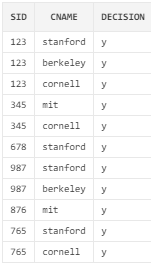 SID CNAME DECISION
123 stanford y
123 berkeley y
123 cornell y
345 mit y
345 cornell y
678 stanford y
987 stanford y
987 berkeley y
876 mit y
765 stanford y
765 cornell y